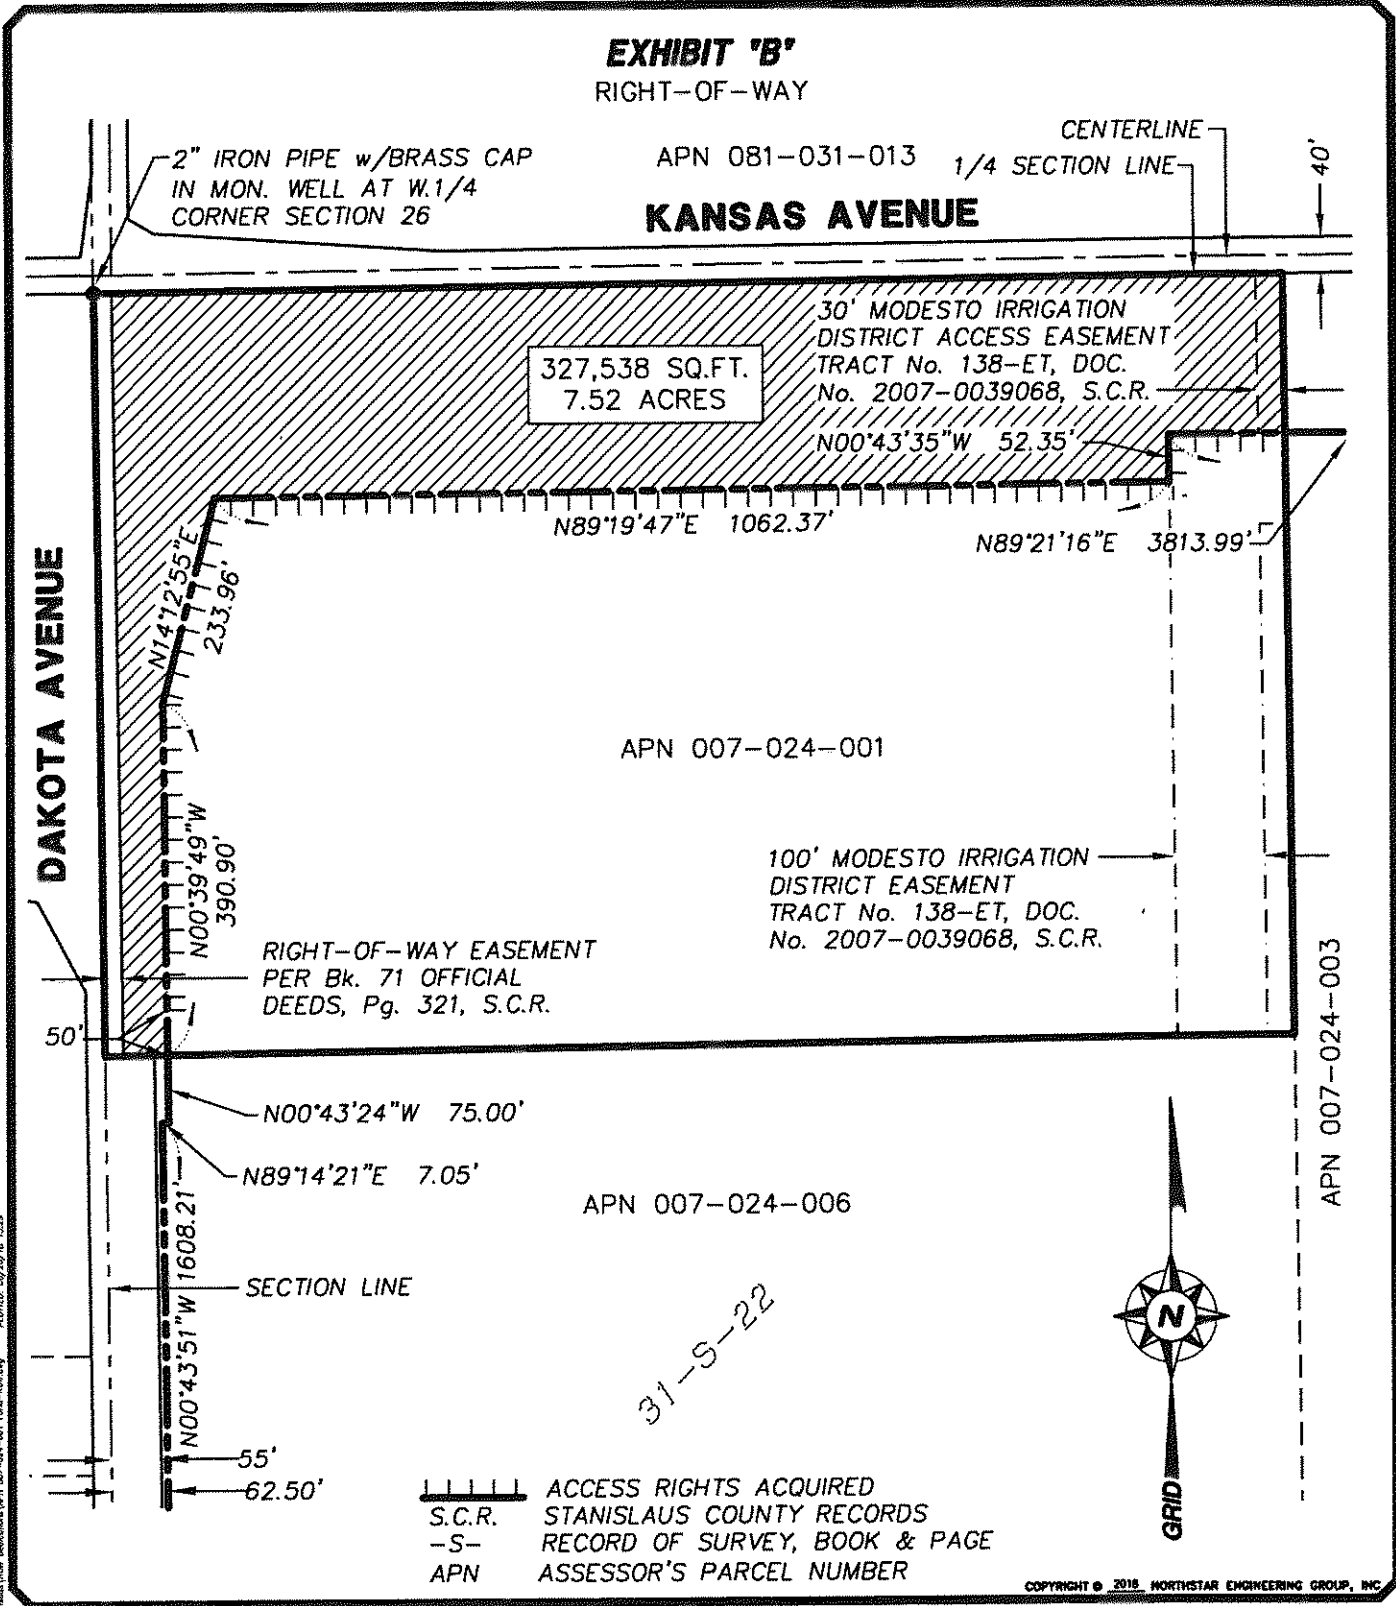 EXHIBIT "B"
RIGHT-OF-WAY
CENTERLINE
2" IRON PIPE w/BRASS CAP
IN MON. WELL AT W.1/4
CORNER SECTION 26
APN 081-031-013
1/4 SECTION LINE
40'
KANSAS AVENUE
30' MODESTO IRRIGATION
DISTRICT ACCESS EASEMENT
TRACT No. 138-ET, DOC.
No. 2007-0039068, S.C.R.
327,538 SQ.FT.
7.52 ACRES
N00°43'35"W 52.35'
N89°19'47"E 1062.37'
N89°21'16"E 3813.99'
N14°12'55"E
233.96'
DAKOTA AVENUE
APN 007-024-001
N00°39'49"W
390.90'
100' MODESTO IRRIGATION
DISTRICT EASEMENT
TRACT No. 138-ET, DOC.
No. 2007-0039068, S.C.R.
RIGHT-OF-WAY EASEMENT
PER Bk. 71 OFFICIAL
DEEDS, Pg. 321, S.C.R.
50'
APN 007-024-003
N00°43'24"W 75.00'
N89°14'21"E 7.05'
APN 007-024-006
N00°43'51"W 1608.21'
SECTION LINE
31-S-22
N
GRID
55'
62.50'
ACCESS RIGHTS ACQUIRED
S.C.R. STANISLAUS COUNTY RECORDS
-S- RECORD OF SURVEY, BOOK & PAGE
APN ASSESSOR'S PARCEL NUMBER
COPYRIGHT © 2018 NORTHSTAR ENGINEERING GROUP, INC